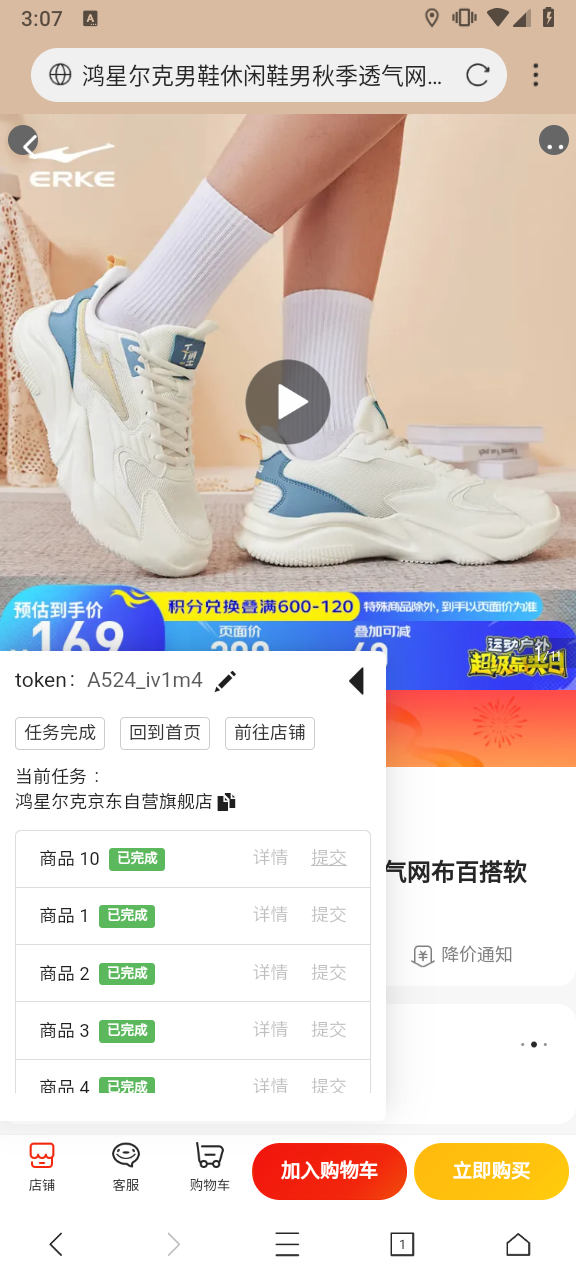 3:07
A
鸿星尔克男鞋休闲鞋男秋季透气网...
ERKE
预估到手价
积分兑换叠满600-120
特殊商品除外，到手以页面价为准
169
页面价
叠加可减
运动户外
超级品类日
1/11
token： A524_iv1m4
任务完成
回到首页
前往店铺
当前任务：
鸿星尔克京东自营旗舰店
商品 10 已完成 详情 提交
商品 1 已完成 详情 提交
商品 2 已完成 详情 提交
商品 3 已完成 详情 提交
商品 4 已完成 详情 提交
气网布百搭软
降价通知
店铺
客服
购物车
加入购物车
立即购买
1